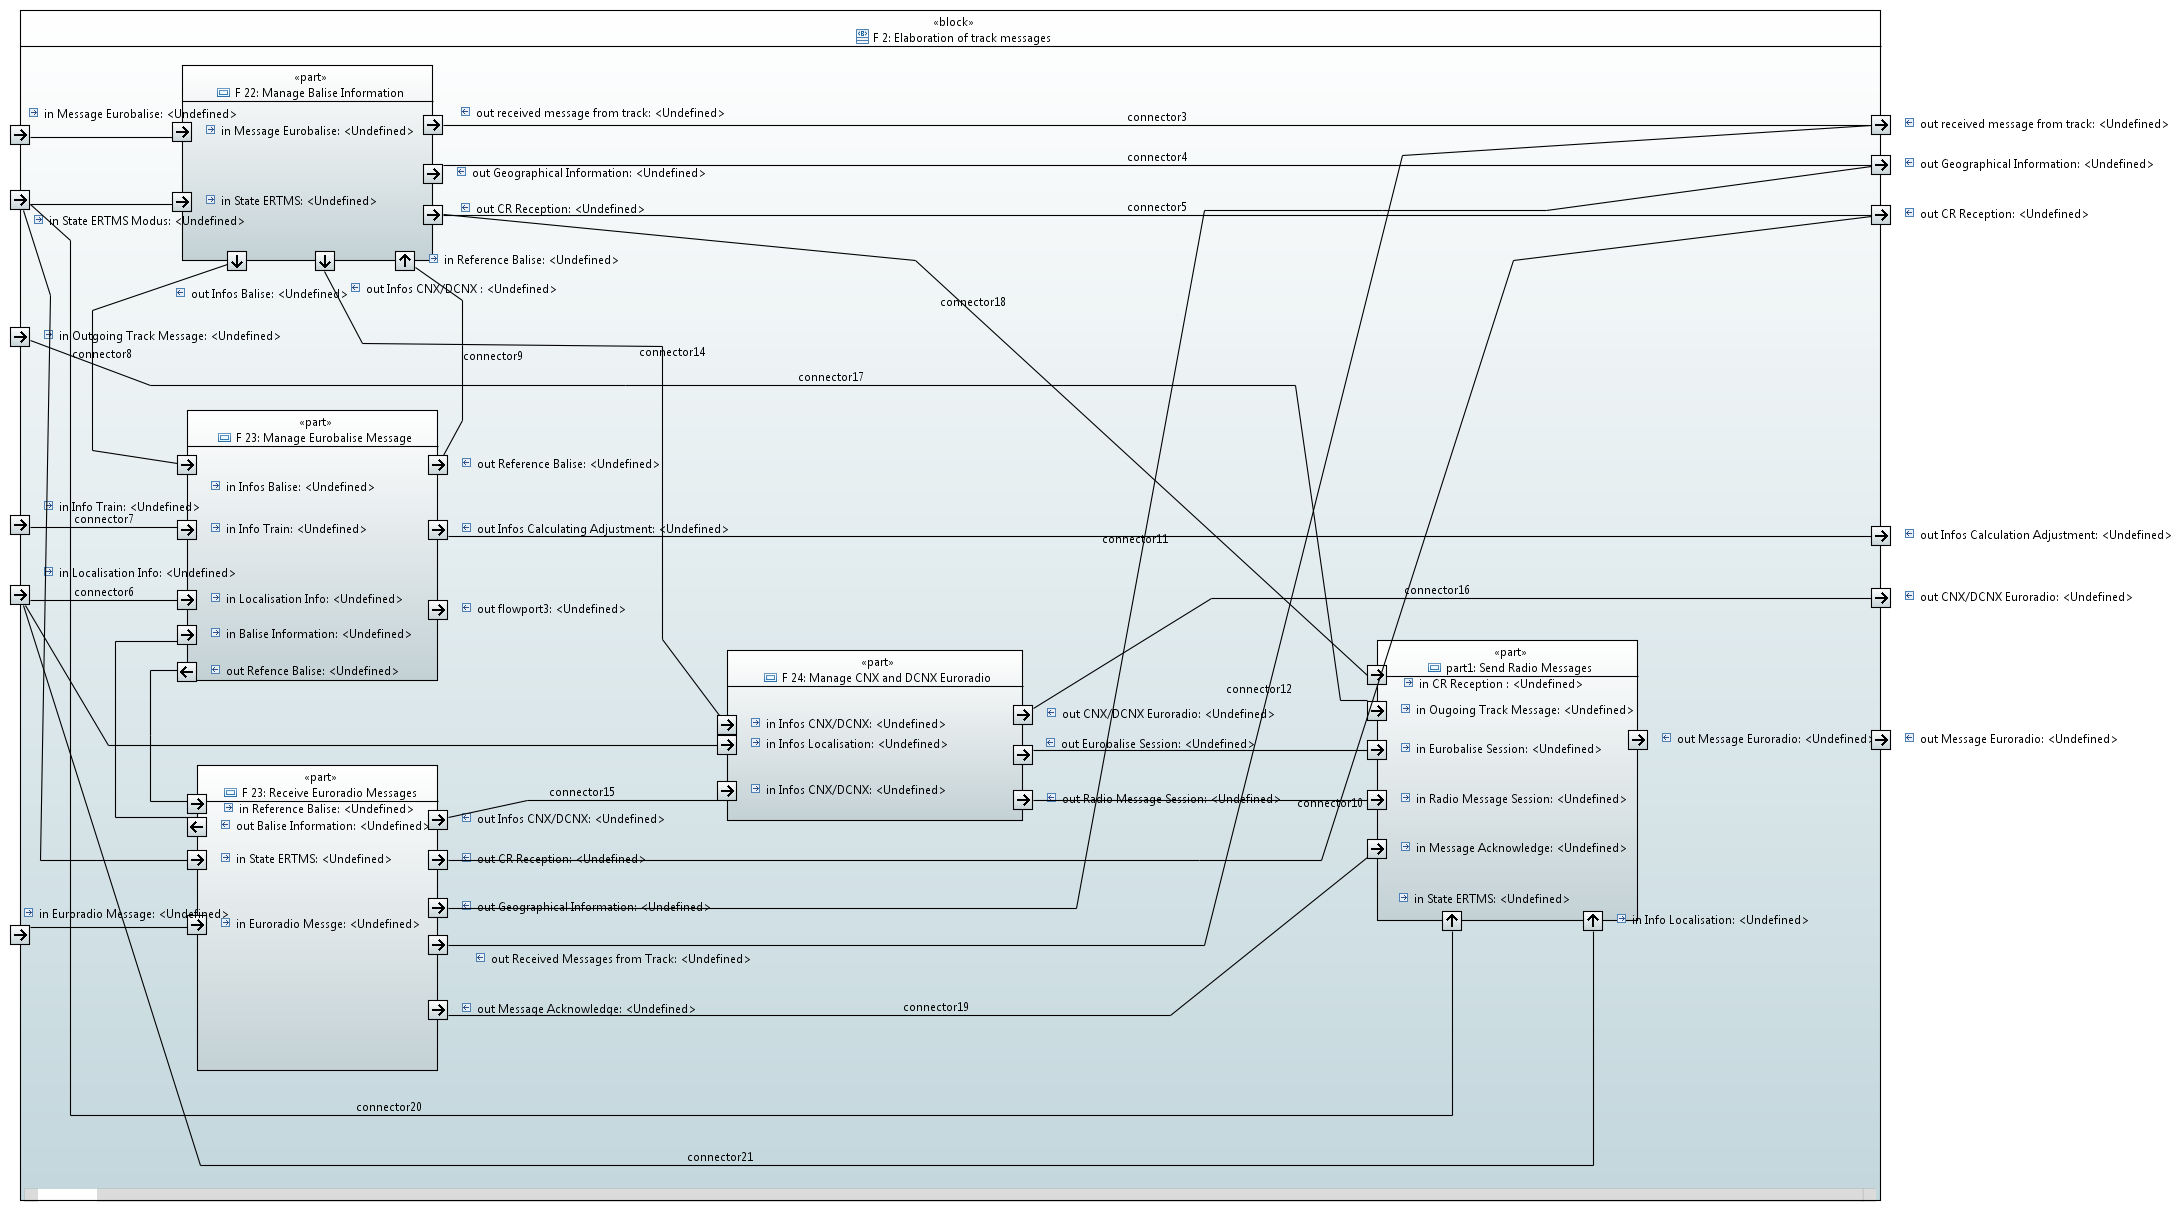 «block»
F 2: Elaboration of track messages
«part»
F 22: Manage Balise Information
in Message Eurobalise: <Undefined>
in Message Eurobalise: <Undefined>
out received message from track: <Undefined>
connector3
out received message from track: <Undefined>
connector4
out Geographical Information: <Undefined>
out Geographical Information: <Undefined>
in State ERTMS: <Undefined>
in State ERTMS Modus: <Undefined>
out CR Reception: <Undefined>
connector5
out CR Reception: <Undefined>
in Reference Balise: <Undefined>
out Infos Balise: <Undefined>
out Infos CNX/DCNX : <Undefined>
connector18
in Outgoing Track Message: <Undefined>
connector8
connector9
connector14
connector17
«part»
F 23: Manage Eurobalise Message
out Reference Balise: <Undefined>
in Infos Balise: <Undefined>
in Info Train: <Undefined>
connector7
in Info Train: <Undefined>
out Infos Calculating Adjustment: <Undefined>
connector11
out Infos Calculation Adjustment: <Undefined>
in Localisation Info: <Undefined>
connector6
in Localisation Info: <Undefined>
out flowport3: <Undefined>
connector16
out CNX/DCNX Euroradio: <Undefined>
in Balise Information: <Undefined>
out Refence Balise: <Undefined>
«part»
F 24: Manage CNX and DCNX Euroradio
in Infos CNX/DCNX: <Undefined>
in Infos Localisation: <Undefined>
in Infos CNX/DCNX: <Undefined>
out CNX/DCNX Euroradio: <Undefined>
out Eurobalise Session: <Undefined>
out Radio Message Session: <Undefined>
connector12
connector10
«part»
part1: Send Radio Messages
in CR Reception : <Undefined>
in Ougoing Track Message: <Undefined>
in Eurobalise Session: <Undefined>
in Radio Message Session: <Undefined>
in Message Acknowledge: <Undefined>
in State ERTMS: <Undefined>
in Info Localisation: <Undefined>
out Message Euroradio: <Undefined>
out Message Euroradio: <Undefined>
«part»
F 23: Receive Euroradio Messages
in Reference Balise: <Undefined>
out Balise Information: <Undefined>
in State ERTMS: <Undefined>
in Euroradio Message: <Undefined>
in Euroradio Messge: <Undefined>
connector15
out Infos CNX/DCNX: <Undefined>
out CR Reception: <Undefined>
out Geographical Information: <Undefined>
out Received Messages from Track: <Undefined>
out Message Acknowledge: <Undefined>
connector19
connector20
connector21